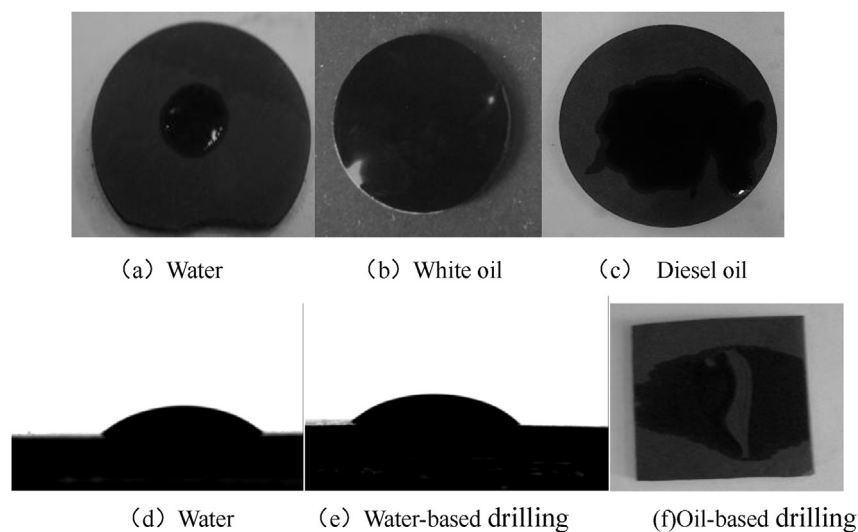 (a) Water
(b) White oil
(c) Diesel oil
(d) Water
(e) Water-based drilling
(f)Oil-based drilling